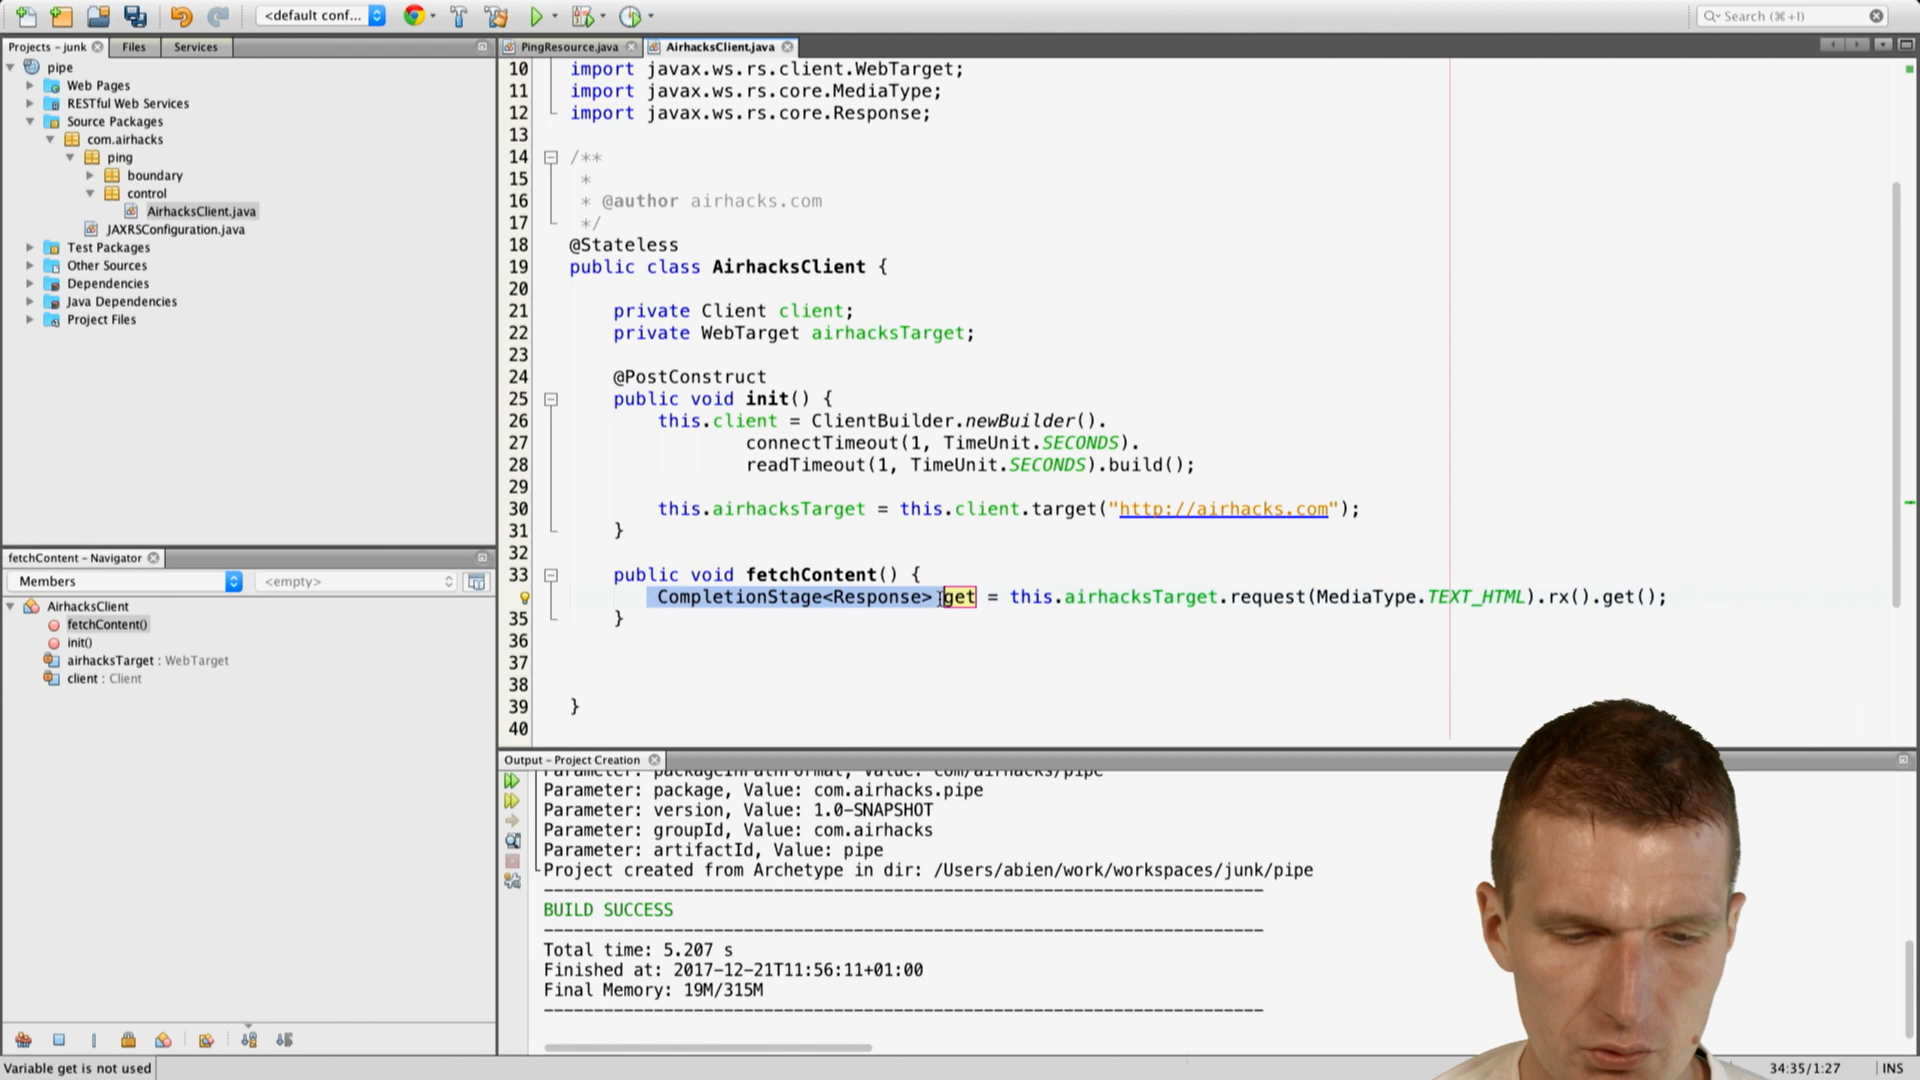 <default conf...
Search (⌘+I)
Projects – junk
Files
Services
PingResource.java
AirhacksClient.java
pipe
Web Pages
RESTful Web Services
Source Packages
com.airhacks
ping
boundary
control
AirhacksClient.java
JAXRSConfiguration.java
Test Packages
Other Sources
Dependencies
Java Dependencies
Project Files
10 import javax.ws.rs.client.WebTarget;
11 import javax.ws.rs.core.MediaType;
12 import javax.ws.rs.core.Response;
13
14 /**
15 *
16 * @author airhacks.com
17 */
18 @Stateless
19 public class AirhacksClient {
20
21 private Client client;
22 private WebTarget airhacksTarget;
23
24 @PostConstruct
25 public void init() {
26 this.client = ClientBuilder.newBuilder().
27 connectTimeout(1, TimeUnit.SECONDS).
28 readTimeout(1, TimeUnit.SECONDS).build();
29
30 this.airhacksTarget = this.client.target("http://airhacks.com");
31 }
32
33 public void fetchContent() {
CompletionStage<Response> get = this.airhacksTarget.request(MediaType.TEXT_HTML).rx().get();
35 }
36
37
38
39 }
40
fetchContent – Navigator
Members
<empty>
AirhacksClient
fetchContent()
init()
airhacksTarget : WebTarget
client : Client
Output – Project Creation
Parameter: packageInPathFormat, Value: com/airhacks/pipe
Parameter: package, Value: com.airhacks.pipe
Parameter: version, Value: 1.0-SNAPSHOT
Parameter: groupId, Value: com.airhacks
Parameter: artifactId, Value: pipe
Project created from Archetype in dir: /Users/abien/work/workspaces/junk/pipe
------------------------------------------------------------------------
BUILD SUCCESS
------------------------------------------------------------------------
Total time: 5.207 s
Finished at: 2017-12-21T11:56:11+01:00
Final Memory: 19M/315M
------------------------------------------------------------------------
Variable get is not used
34:35/1:27
INS